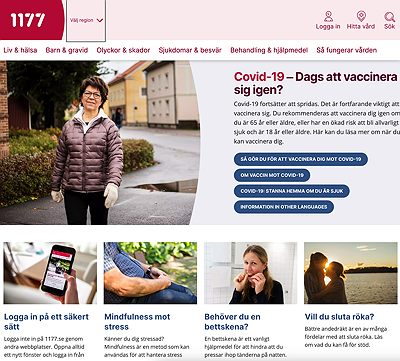 1177
Välj region
Logga in
Hitta vård
Sök
Liv & hälsa
Barn & gravid
Olyckor & skador
Sjukdomar & besvär
Behandling & hjälpmedel
Så fungerar vården
Covid-19 – Dags att vaccinera
sig igen?
Covid-19 fortsätter att spridas. Det är fortfarande viktigt att
vaccinera sig. Du rekommenderas att vaccinera dig igen om
du är 65 år eller äldre, eller har en ökad risk att bli allvarligt
sjuk och är 18 år eller äldre. Här kan du läsa mer om när du
kan vaccinera dig.
SÅ GÖR DU FÖR ATT VACCINERA DIG MOT COVID-19
OM VACCIN MOT COVID-19
COVID-19: STANNA HEMMA OM DU ÄR SJUK
INFORMATION IN OTHER LANGUAGES
Logga in på ett säkert
sätt
Logga inte in på 1177.se genom
andra webbplatser. Öppna alltid
ett nytt fönster och logga in från
Mindfulness mot
stress
Känner du dig stressad?
Mindfulness är en metod som kan
användas för att hantera stress
Behöver du en
bettskena?
En bettskena är ett vanligt
hjälpmedel för att hindra att du
pressar ihop tänderna på natten.
Vill du sluta röka?
Bättre andedräkt är en av många
fördelar med att sluta röka. Läs
om vad du kan få för stöd.